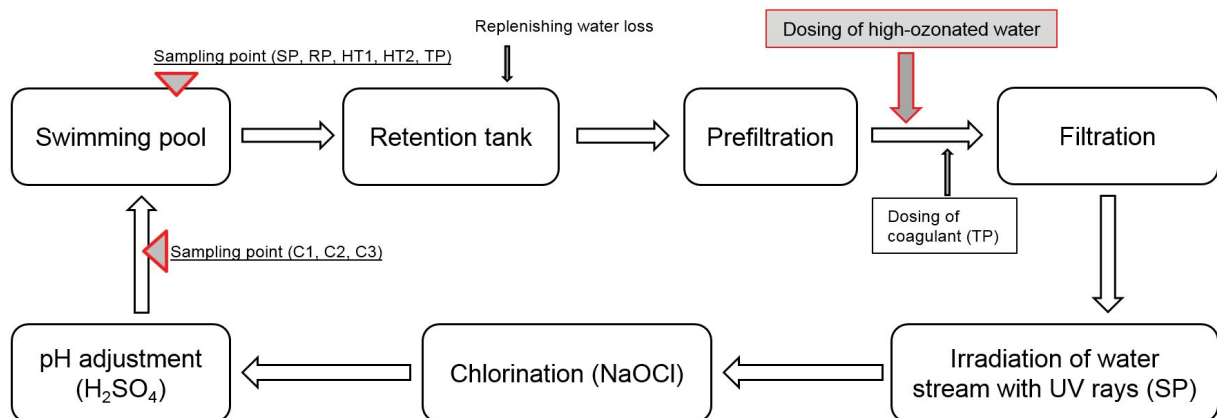 Replenishing water loss
Dosing of high-ozonated water
Sampling point (SP, RP, HT1, HT2, TP)
Swimming pool
Retention tank
Prefiltration
Filtration
Dosing of
coagulant (TP)
Sampling point (C1, C2, C3)
pH adjustment
(H₂SO₄)
Chlorination (NaOCl)
Irradiation of water
stream with UV rays (SP)